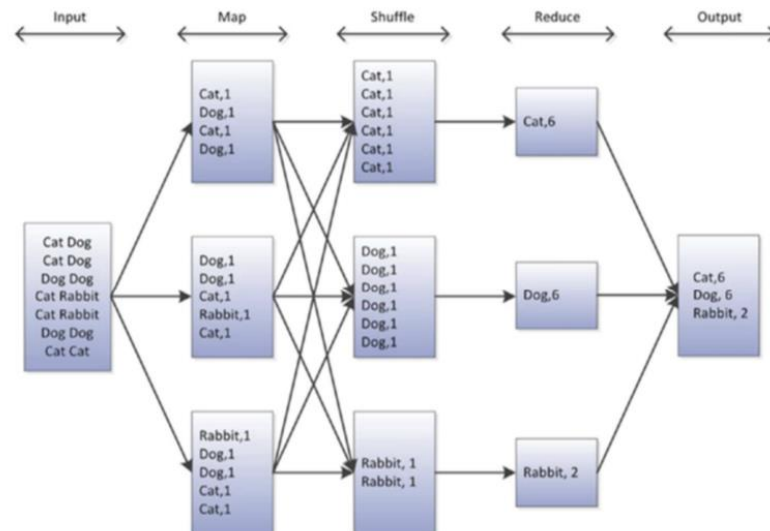 Input
Map
Shuffle
Reduce
Output
Cat Dog
Cat Dog
Dog Dog
Cat Rabbit
Cat Rabbit
Dog Dog
Cat Cat
Cat,1
Dog,1
Cat,1
Dog,1
Dog,1
Dog,1
Cat,1
Rabbit,1
Cat,1
Rabbit,1
Dog,1
Dog,1
Cat,1
Cat,1
Cat,1
Cat,1
Cat,1
Cat,1
Cat,1
Cat,1
Dog,1
Dog,1
Dog,1
Dog,1
Dog,1
Dog,1
Rabbit, 1
Rabbit, 1
Cat,6
Dog,6
Rabbit, 2
Cat,6
Dog, 6
Rabbit, 2